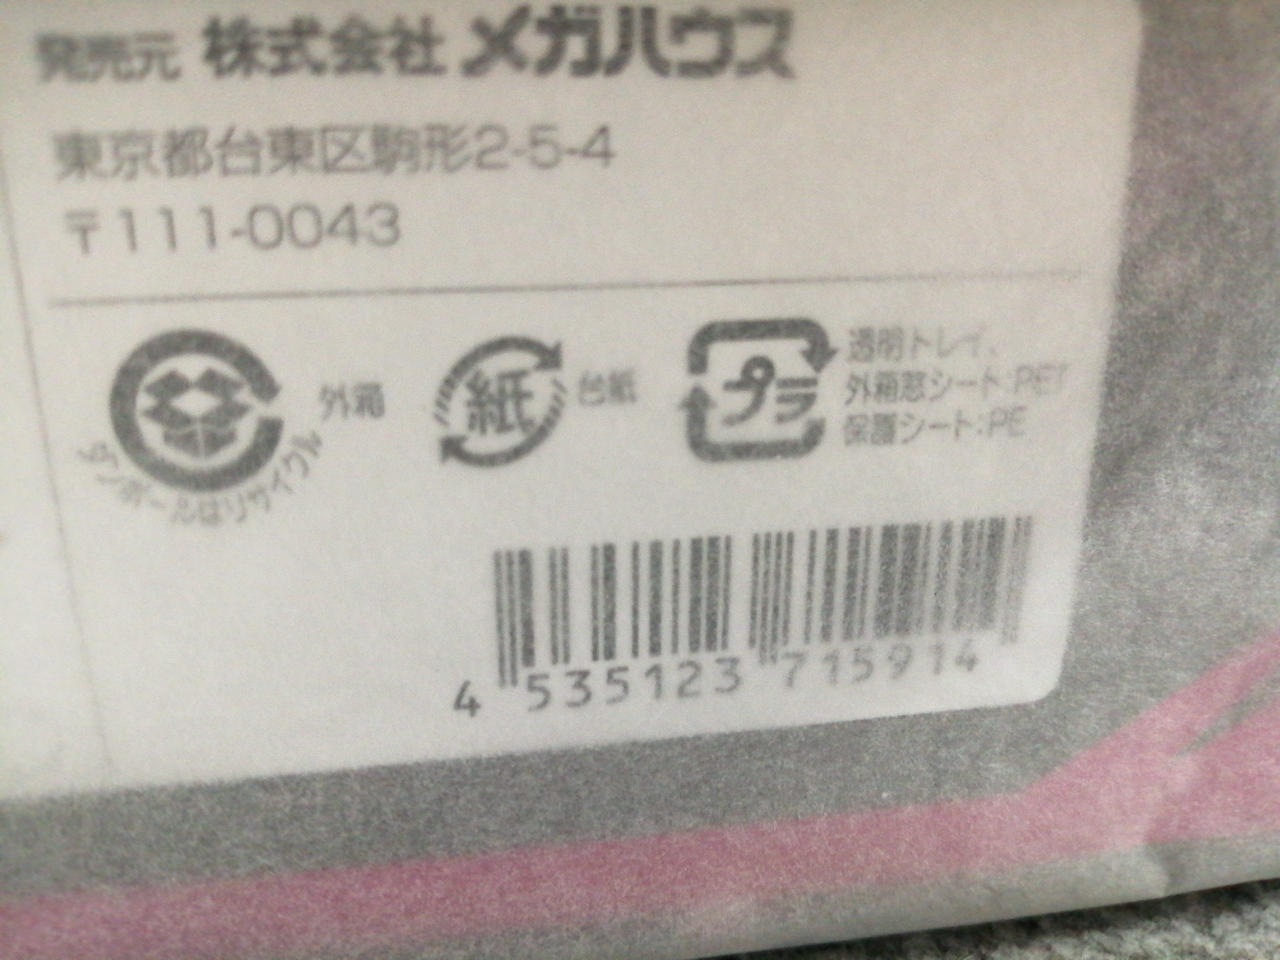 発売元 株式会社 メガハウス
東京都台東区駒形2-5-4
〒111-0043
ダンボールはリサイクル
外箱
紙
台紙
プラ
透明トレイ、
外箱窓シート:PET
保護シート:PE
4 535123 715914